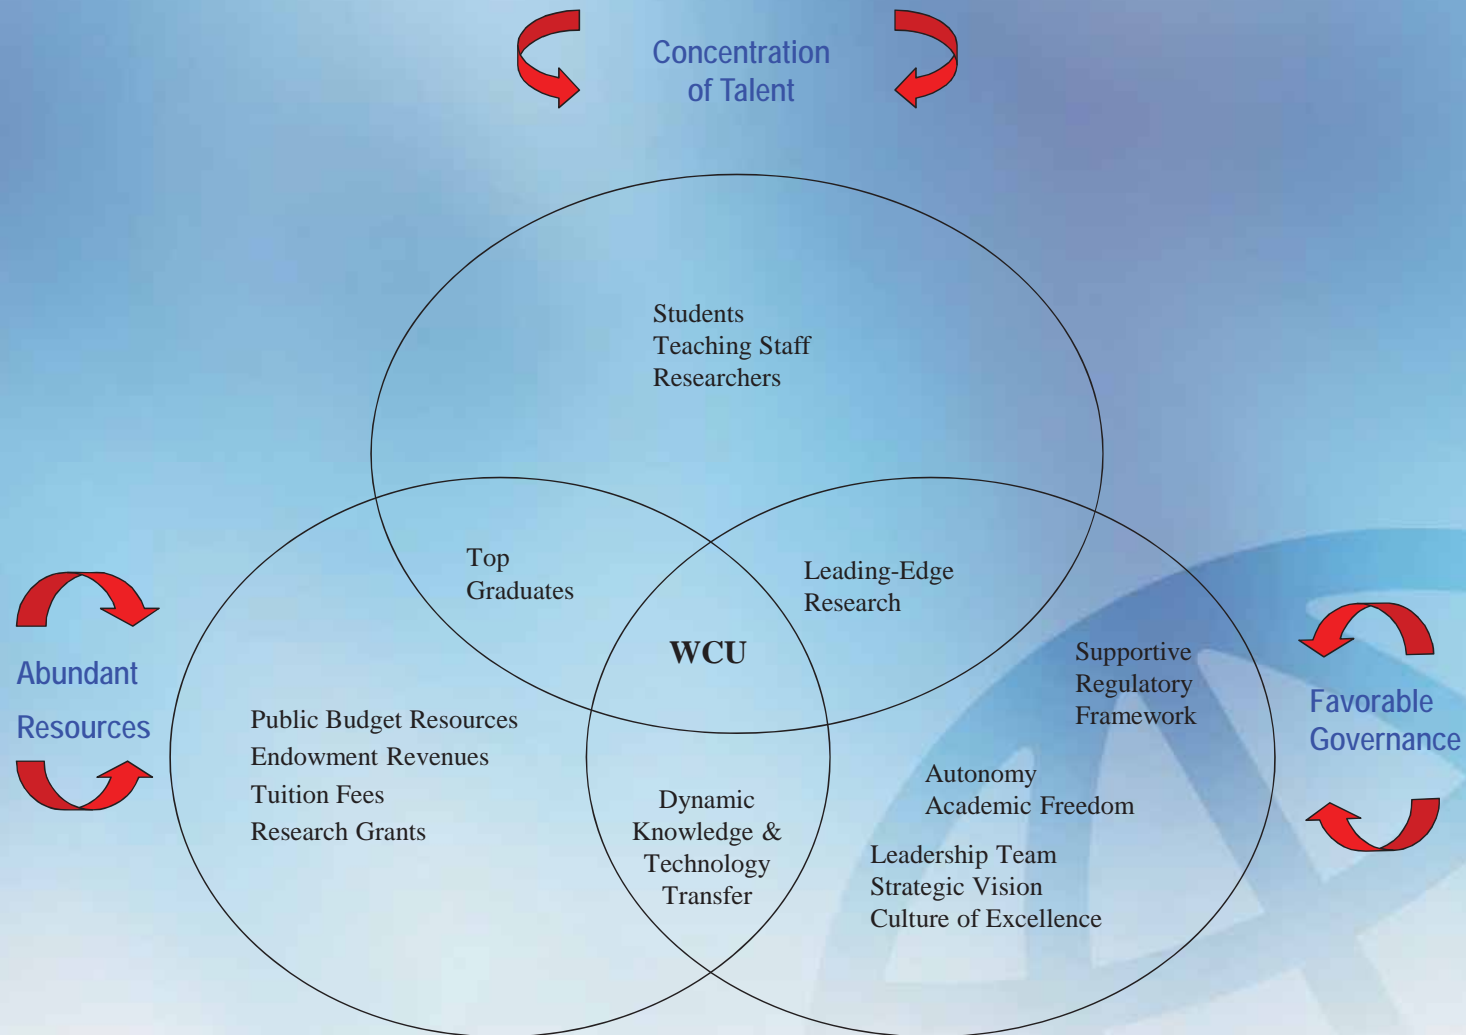 Concentration
of Talent
Students
Teaching Staff
Researchers
Top
Graduates
Leading-Edge
Research
WCU
Abundant
Resources
Public Budget Resources
Endowment Revenues
Tuition Fees
Research Grants
Dynamic
Knowledge &
Technology
Transfer
Supportive
Regulatory
Framework
Autonomy
Academic Freedom
Leadership Team
Strategic Vision
Culture of Excellence
Favorable
Governance